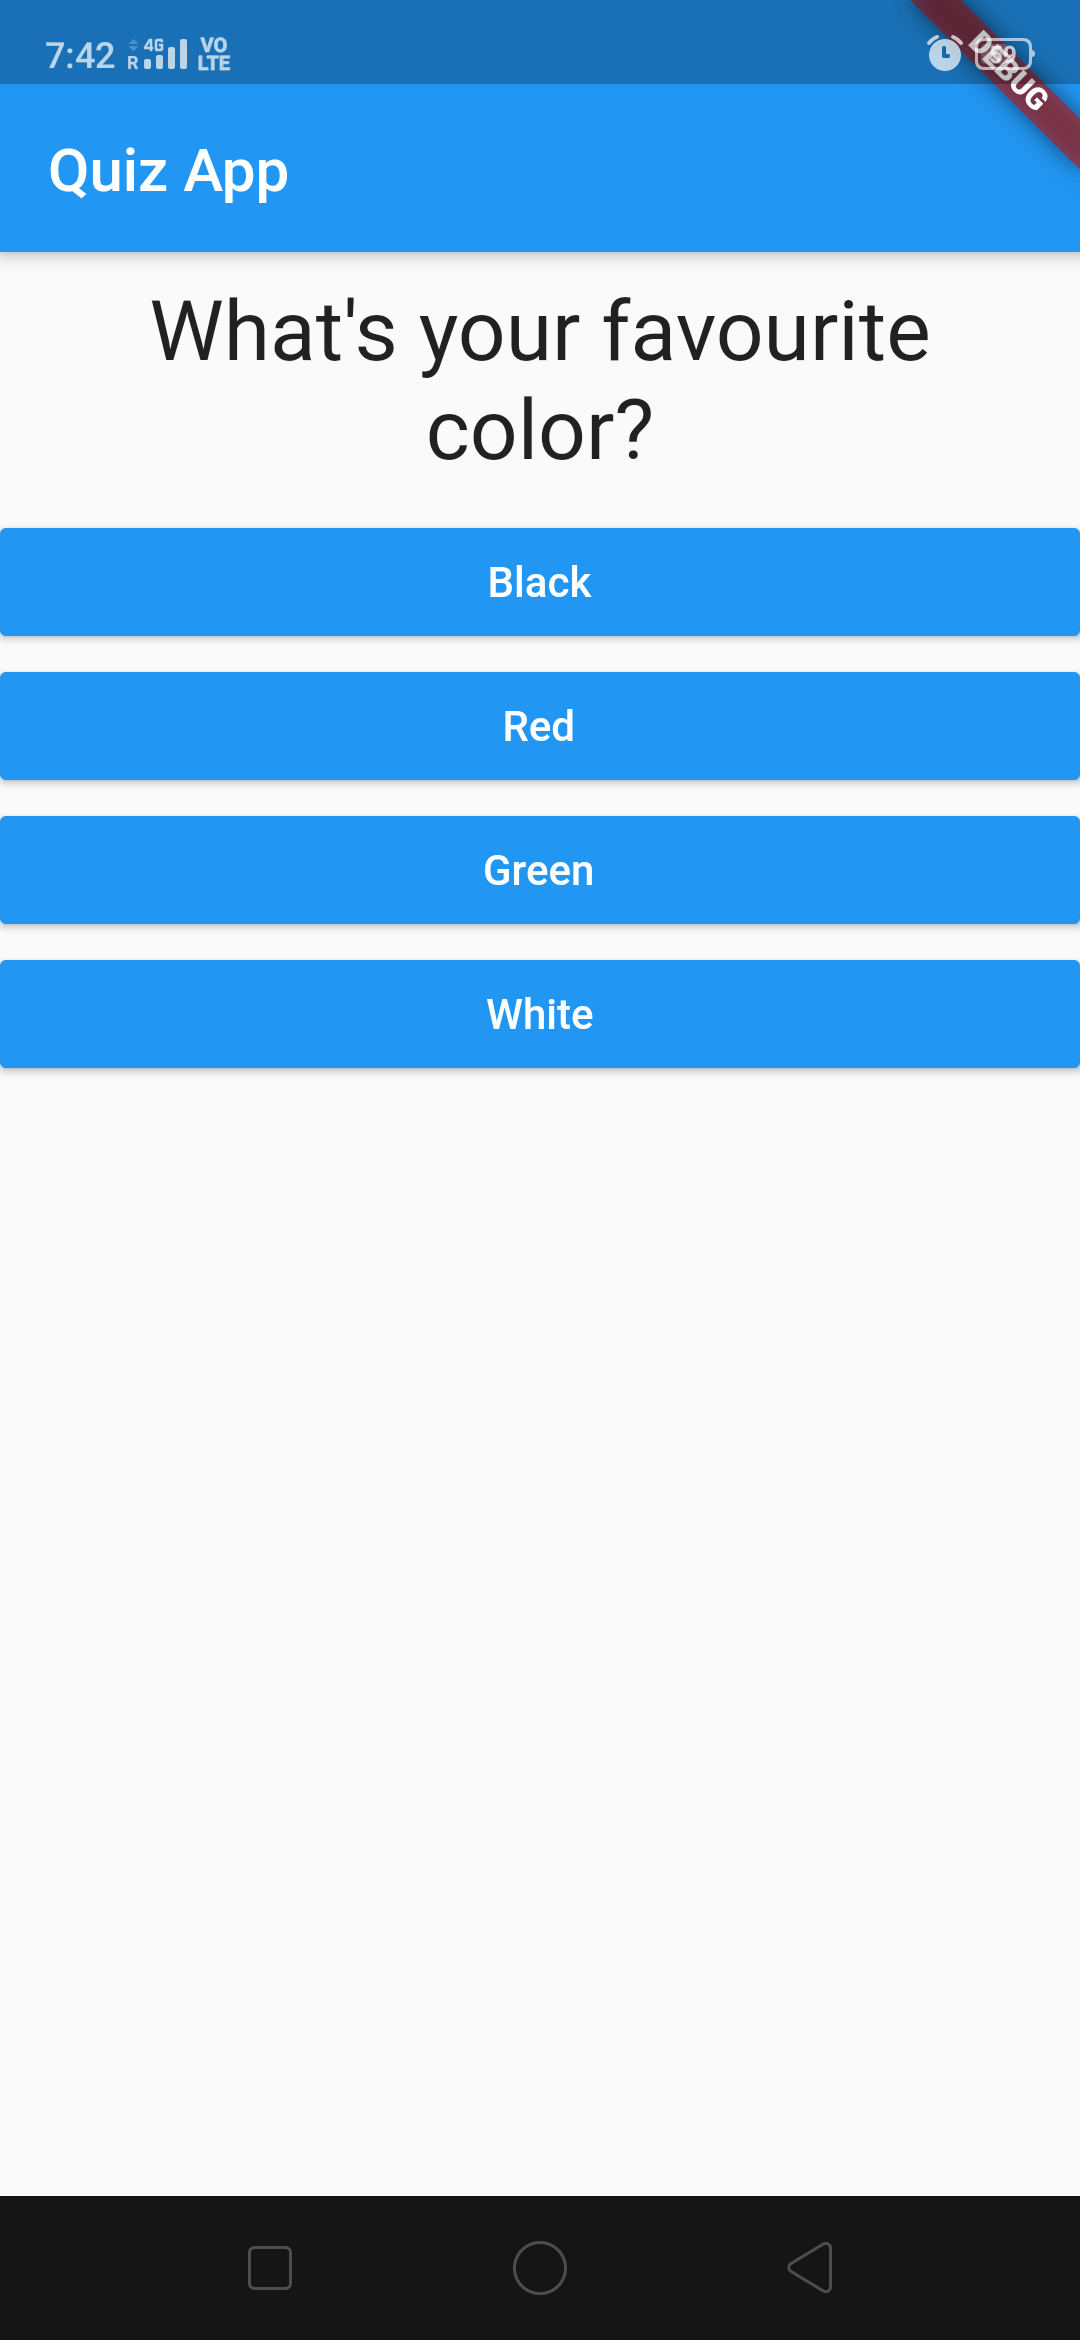 7:42 R 4G VO LTE
DEBUG
Quiz App
What's your favourite
color?
Black
Red
Green
White